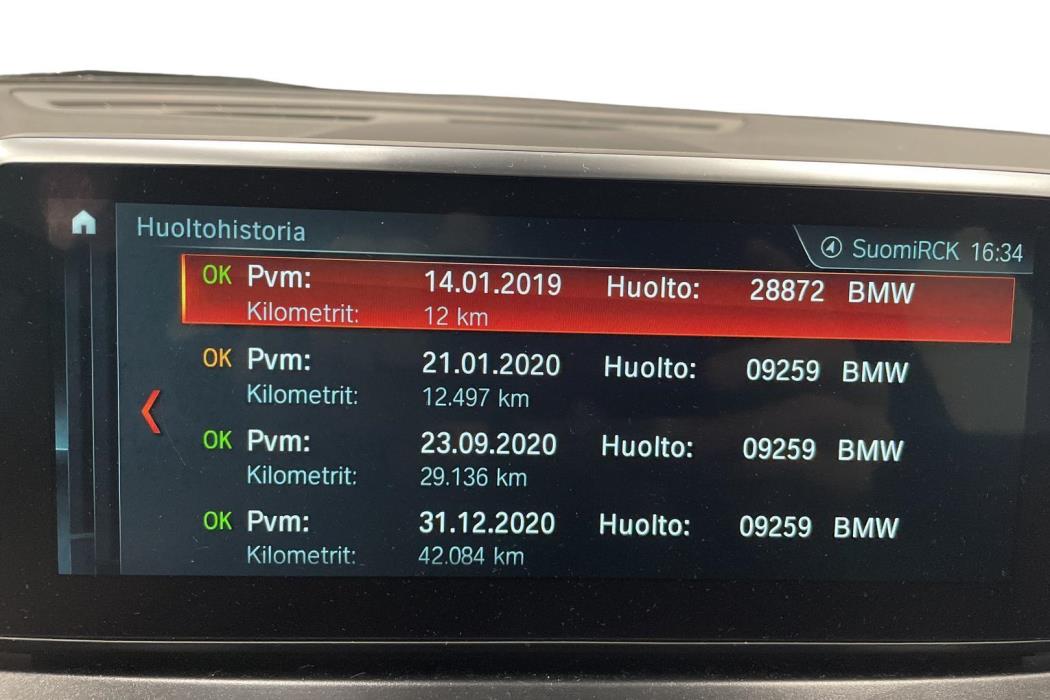 Huoltohistoria
SuomiRCK 16:34
OK Pvm: 14.01.2019 Huolto: 28872 BMW
Kilometrit: 12 km
OK Pvm: 21.01.2020 Huolto: 09259 BMW
Kilometrit: 12.497 km
OK Pvm: 23.09.2020 Huolto: 09259 BMW
Kilometrit: 29.136 km
OK Pvm: 31.12.2020 Huolto: 09259 BMW
Kilometrit: 42.084 km